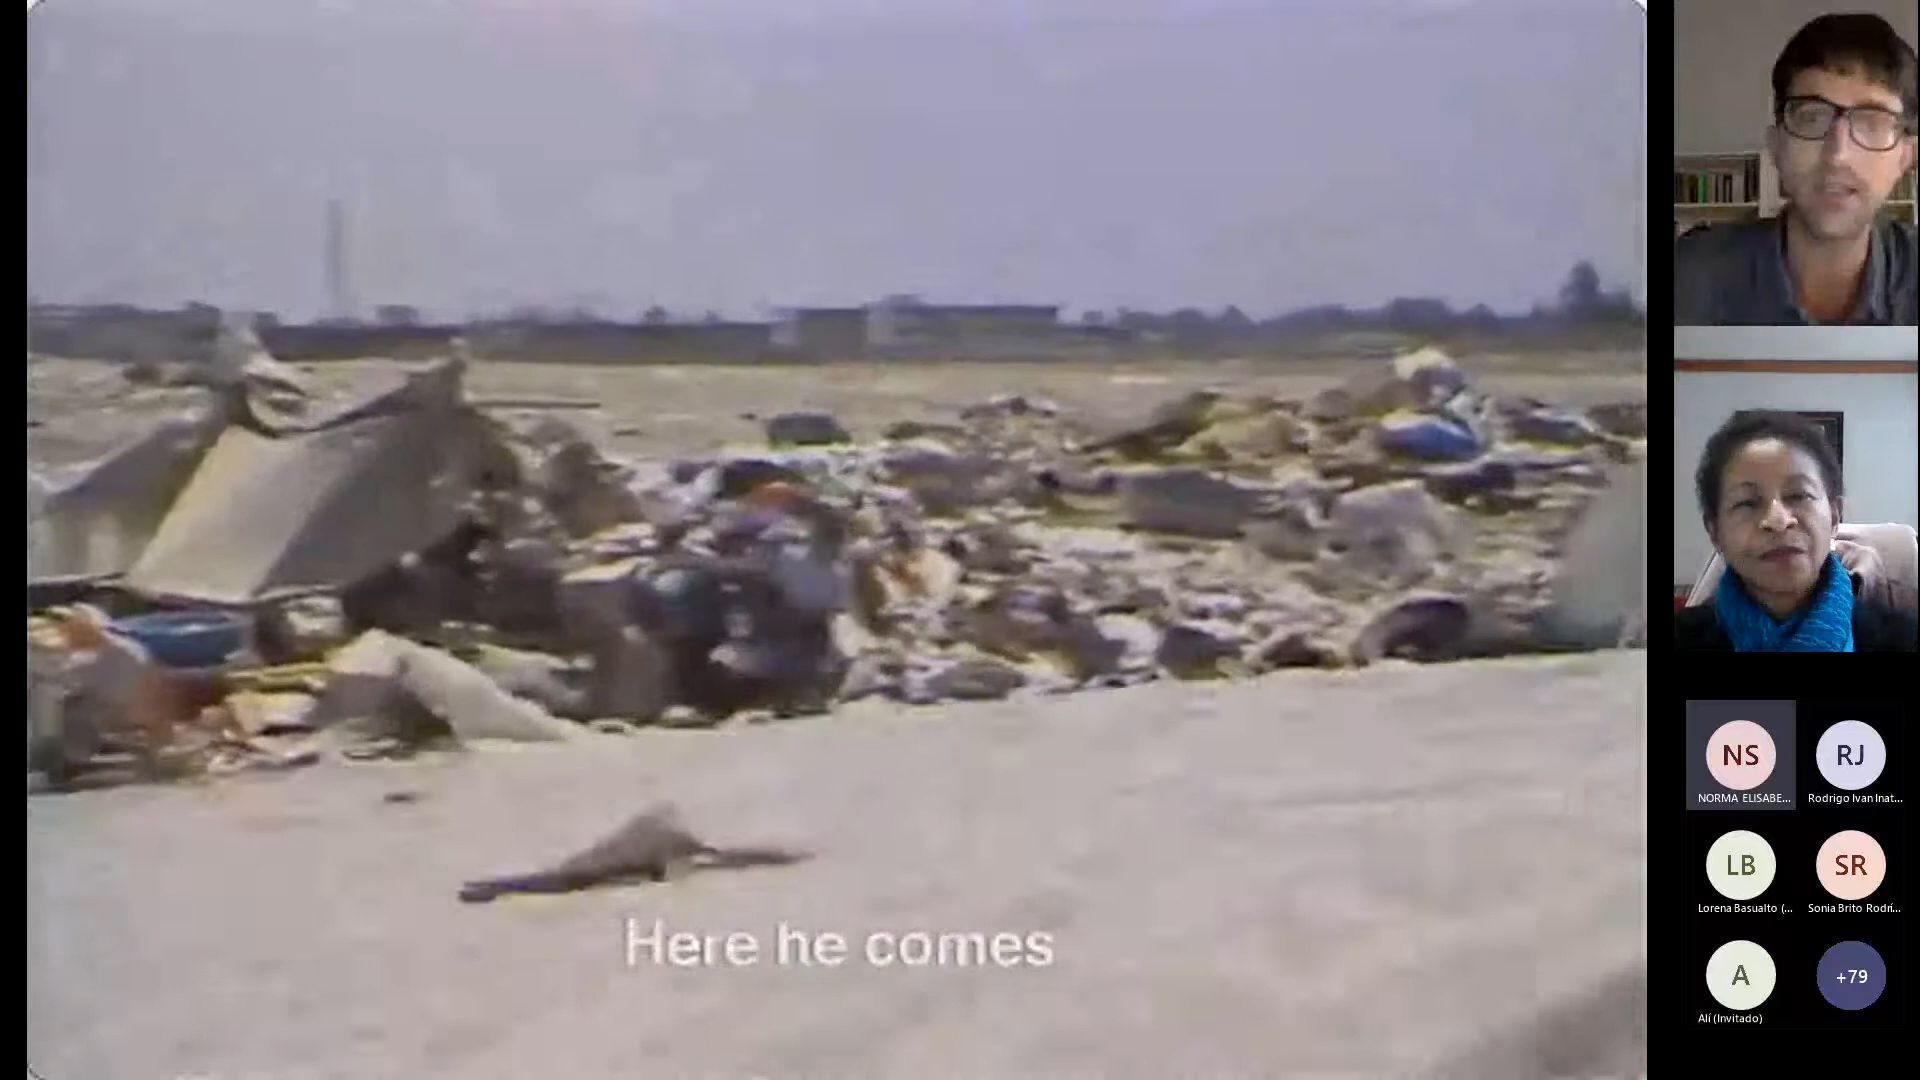 Here he comes
NS
RJ
NORMA ELISABE...
Rodrigo Ivan Inat...
LB
SR
Lorena Basualto (...
Sonia Brito Rodrí...
A
+79
Alí (Invitado)